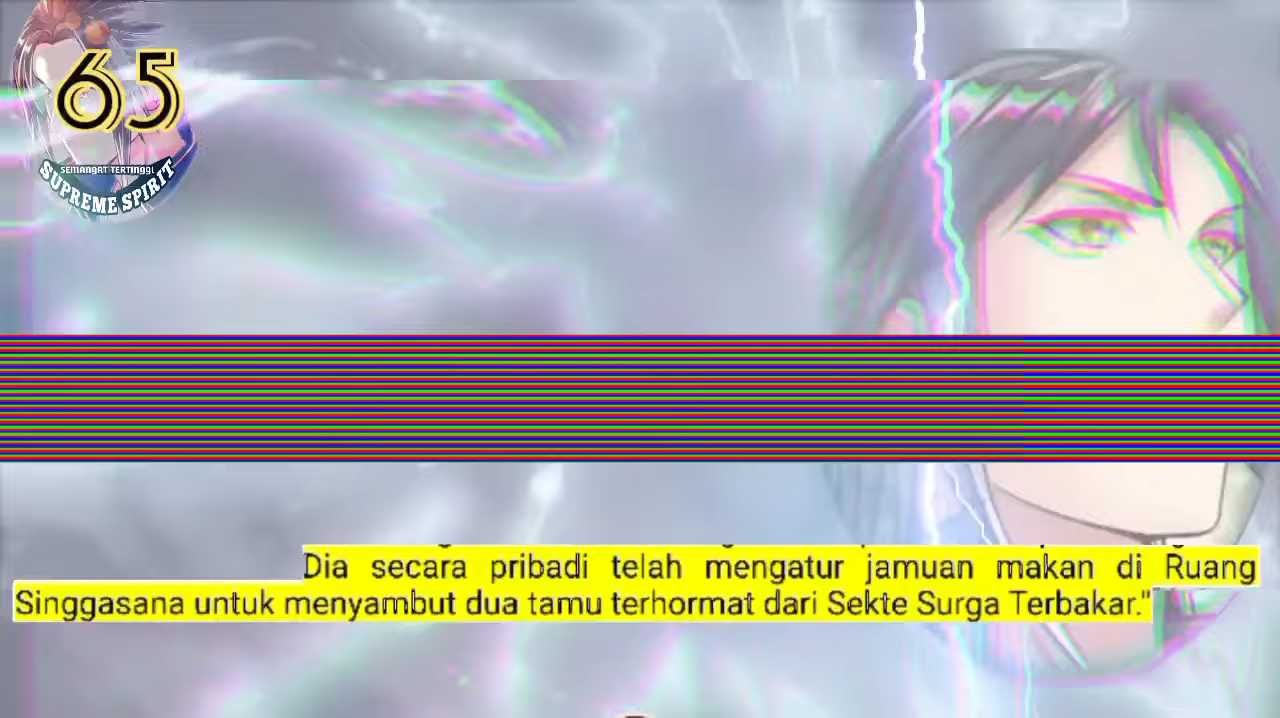 65
SEMANGAT TERTINGGI
SUPREME SPIRIT
Dia secara pribadi telah mengatur jamuan makan di Ruang
Singgasana untuk menyambut dua tamu terhormat dari Sekte Surga Terbakar."